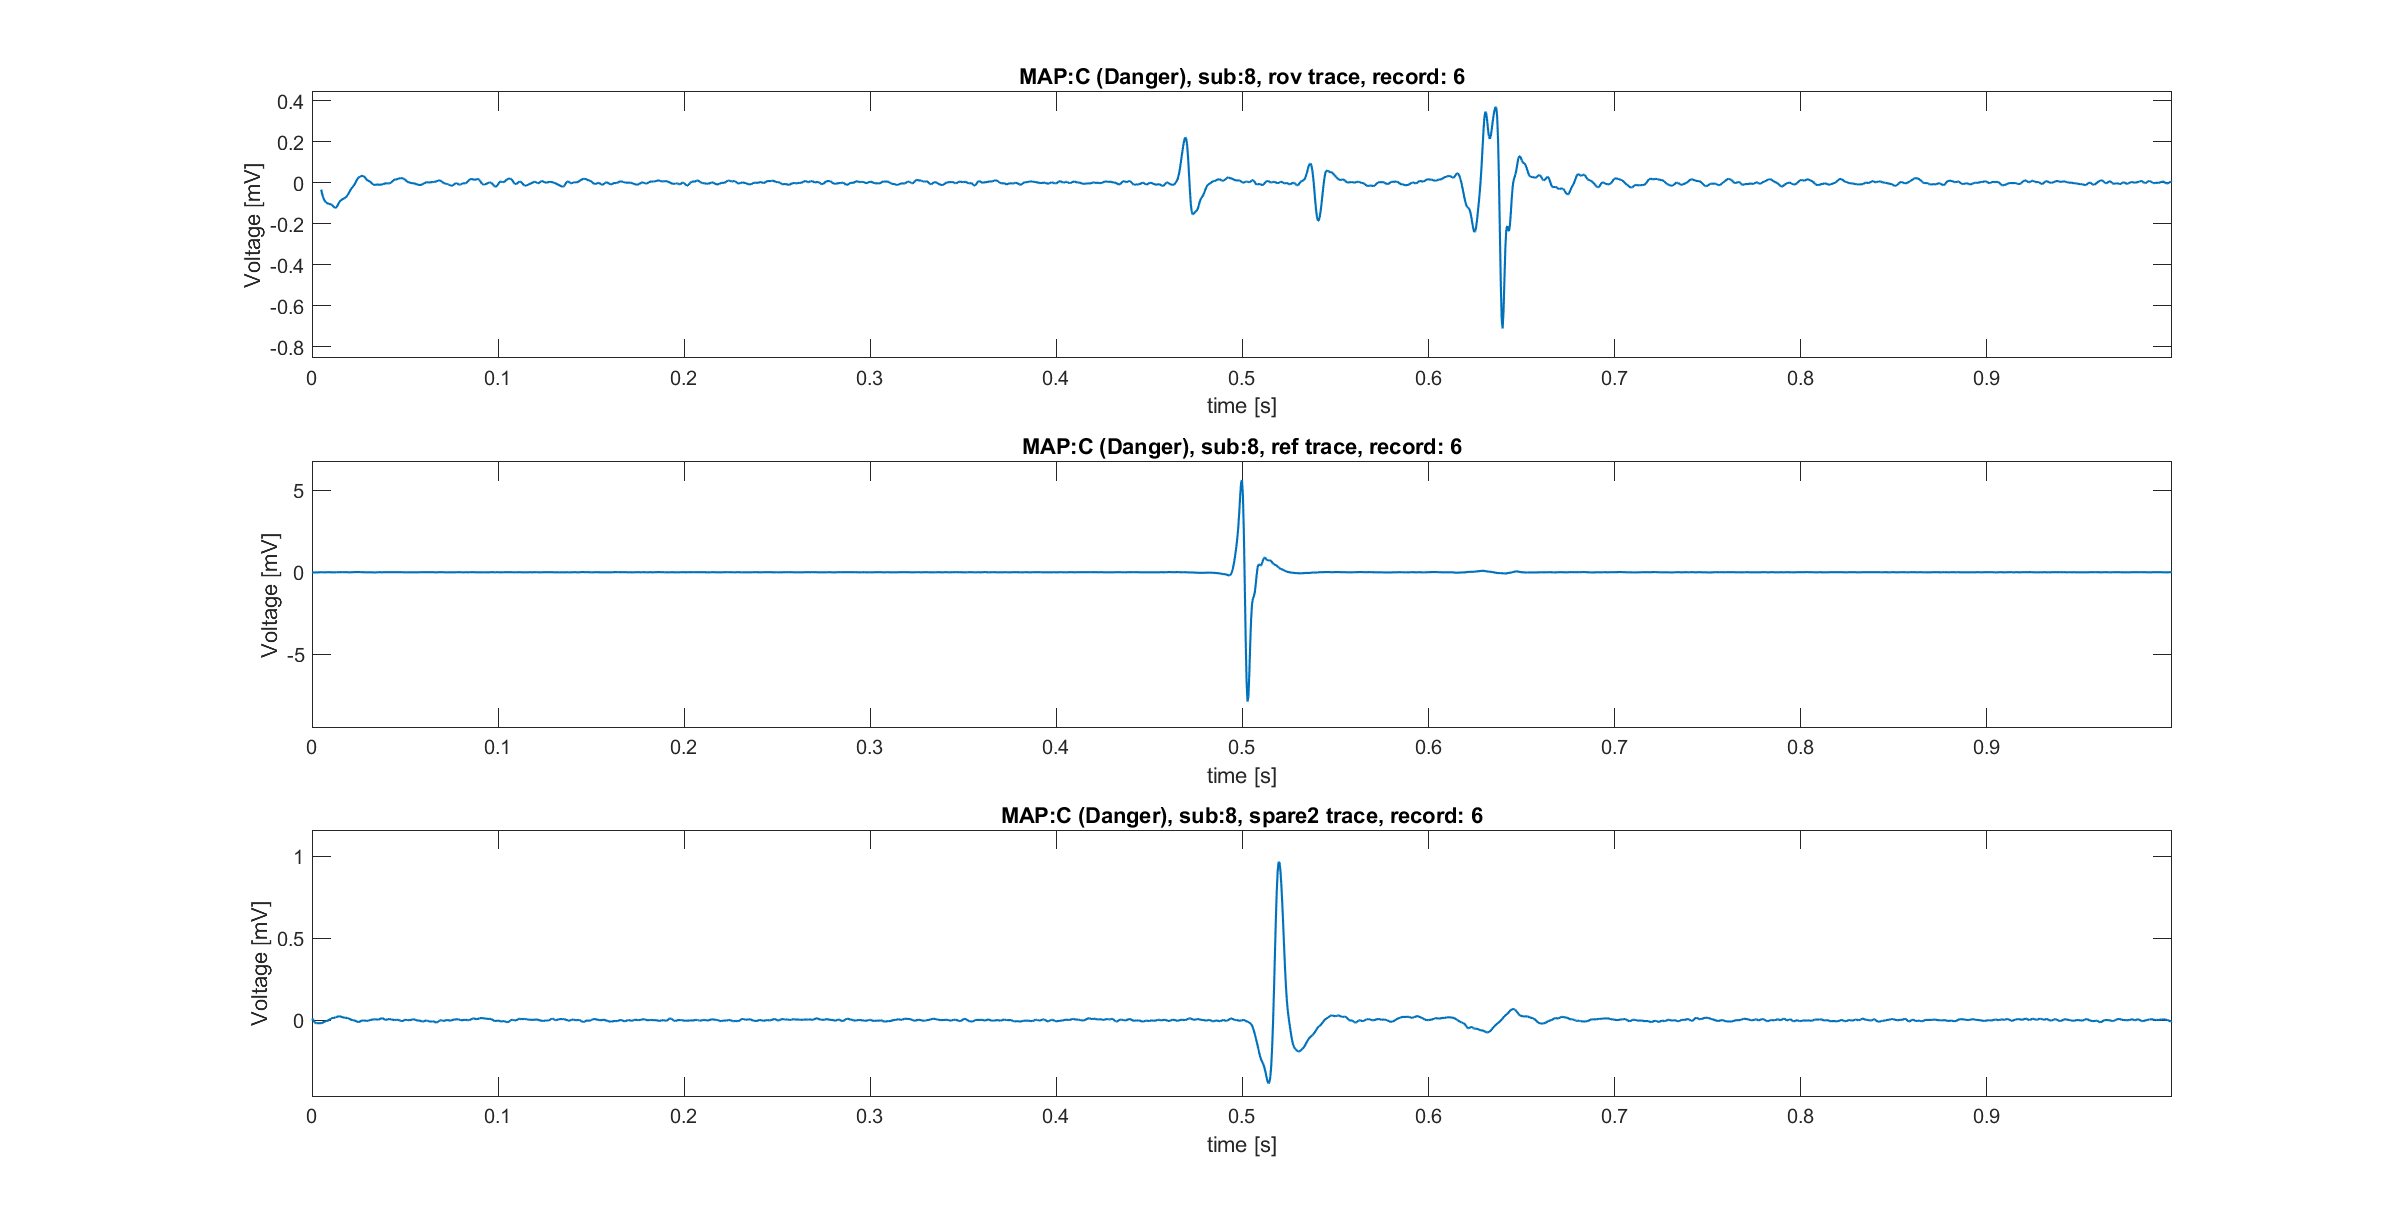 MAP:C (Danger), sub:8, rov trace, record: 6
0.4
0.2
0
-0.2
-0.4
-0.6
-0.8
Voltage [mV]
0 0.1 0.2 0.3 0.4 0.5 0.6 0.7 0.8 0.9
time [s]
MAP:C (Danger), sub:8, ref trace, record: 6
5
0
-5
Voltage [mV]
0 0.1 0.2 0.3 0.4 0.5 0.6 0.7 0.8 0.9
time [s]
MAP:C (Danger), sub:8, spare2 trace, record: 6
1
0.5
0
Voltage [mV]
0 0.1 0.2 0.3 0.4 0.5 0.6 0.7 0.8 0.9
time [s]